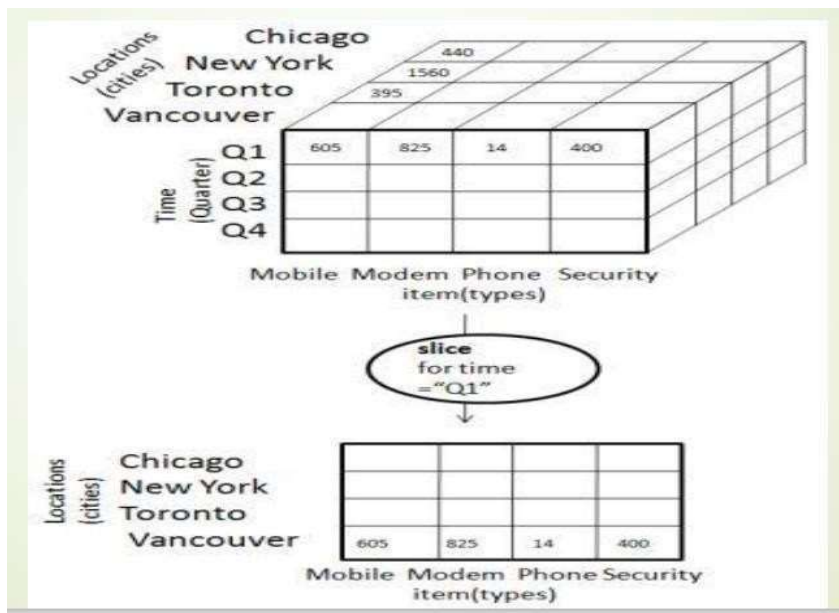 Locations
(cities)
Chicago
New York
Toronto
Vancouver
440
1560
395
Time
(Quarter)
Q1 605 825 14 400
Q2
Q3
Q4
Mobile Modem Phone Security
item(types)
slice
for time
="Q1"
Locations
(cities)
Chicago
New York
Toronto
Vancouver 605 825 14 400
Mobile Modem Phone Security
item(types)